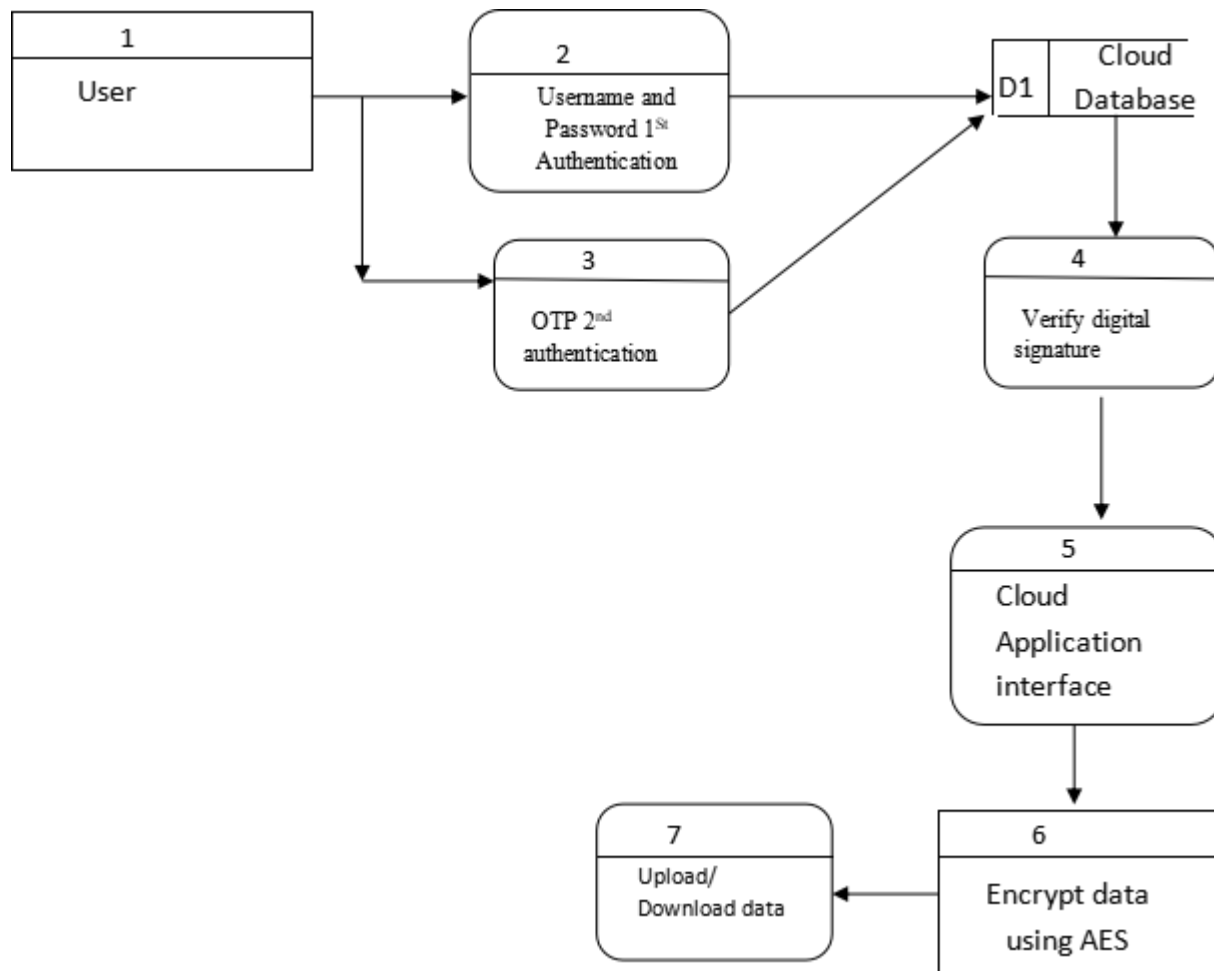 1
User
2
Username and
Password 1St
Authentication
D1
Cloud
Database
3
OTP 2nd
authentication
4
Verify digital
signature
5
Cloud
Application
interface
7
Upload/
Download data
6
Encrypt data
using AES